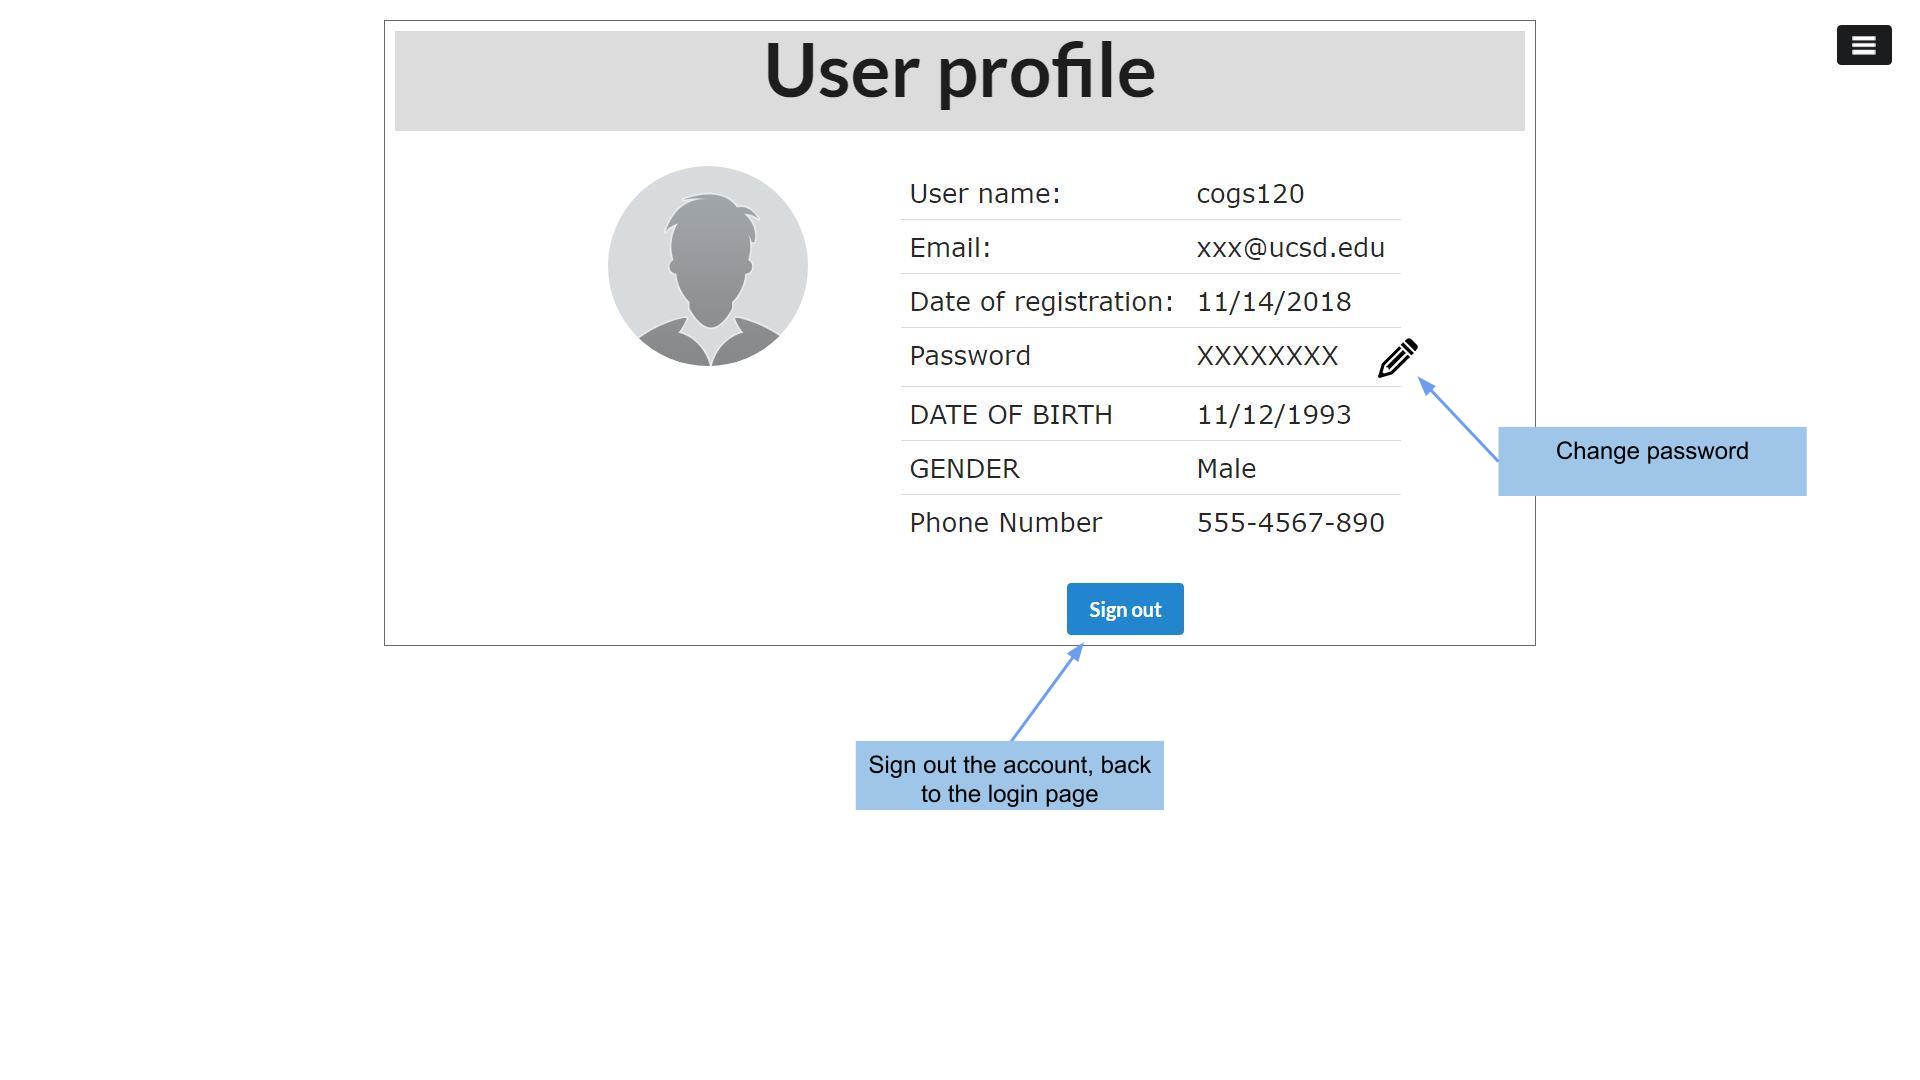 User profile
User name: cogs120
Email: xxx@ucsd.edu
Date of registration: 11/14/2018
Password XXXXXXXX
DATE OF BIRTH 11/12/1993
GENDER Male
Phone Number 555-4567-890
Change password
Sign out
Sign out the account, back
to the login page